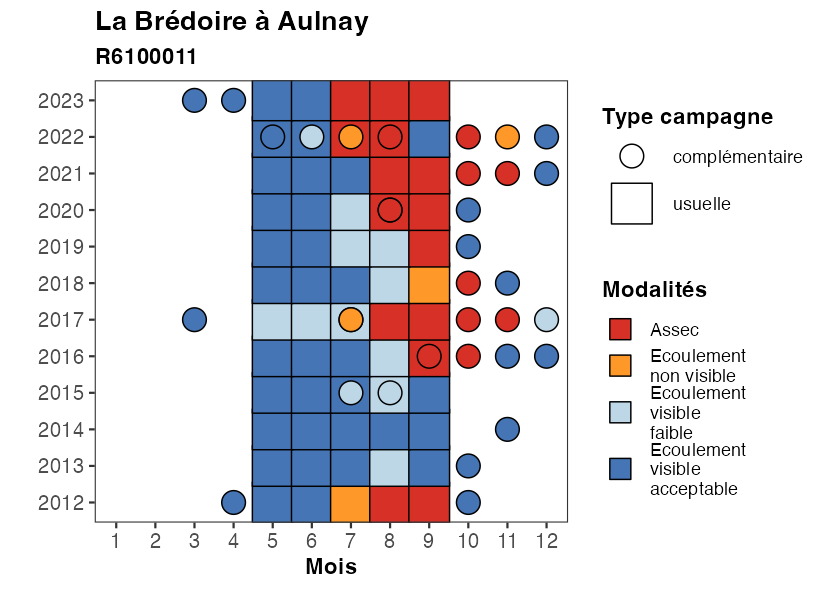 La Brédoire à Aulnay
R6100011
2023
2022
2021
2020
2019
2018
2017
2016
2015
2014
2013
2012
1 2 3 4 5 6 7 8 9 10 11 12
Mois
Type campagne
complémentaire
usuelle
Modalités
Assec
Ecoulement
non visible
Ecoulement
visible
faible
Ecoulement
visible
acceptable